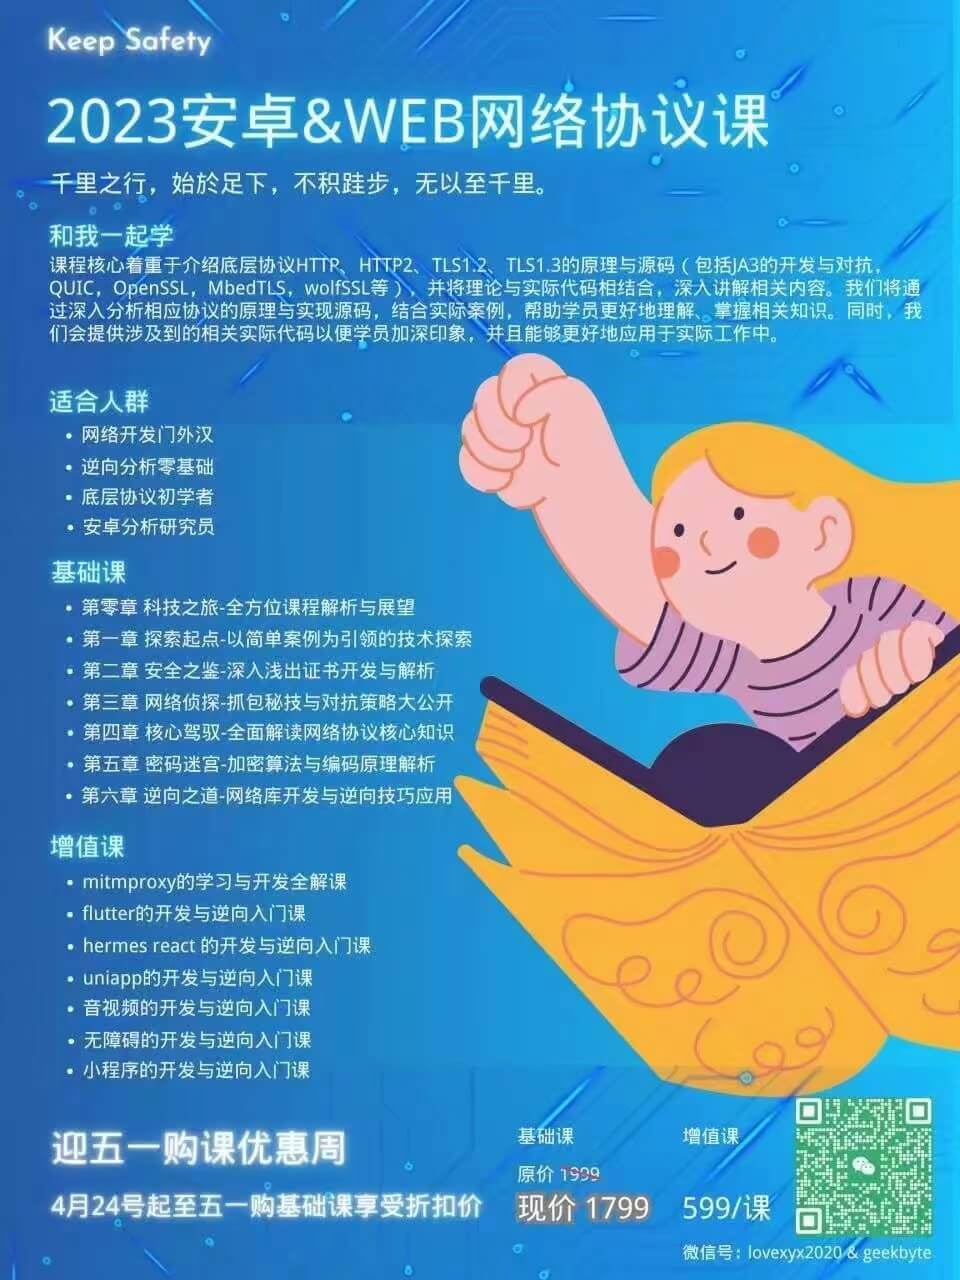 Keep Safety
2023安卓&WEB网络协议课
千里之行，始於足下，不积跬步，无以至千里。
和我一起学
课程核心着重于介绍底层协议HTTP、HTTP2、TLS1.2、TLS1.3的原理与源码（包括JA3的开发与对抗，
QUIC，OpenSSL，MbedTLS，wolfSSL等），并将理论与实际代码相结合，深入讲解相关内容。我们将通
过深入分析相应协议的原理与实现源码，结合实际案例，帮助学员更好地理解、掌握相关知识。同时，我
们会提供涉及到的相关实际代码以便学员加深印象，并且能够更好地应用于实际工作中。
适合人群
• 网络开发门外汉
• 逆向分析零基础
• 底层协议初学者
• 安卓分析研究员
基础课
• 第零章 科技之旅-全方位课程解析与展望
• 第一章 探索起点-以简单案例为引领的技术探索
• 第二章 安全之鉴-深入浅出证书开发与解析
• 第三章 网络侦探-抓包秘技与对抗策略大公开
• 第四章 核心驾驭-全面解读网络协议核心知识
• 第五章 密码迷宫-加密算法与编码原理解析
• 第六章 逆向之道-网络库开发与逆向技巧应用
增值课
• mitmproxy的学习与开发全解课
• flutter的开发与逆向入门课
• hermes react 的开发与逆向入门课
• uniapp的开发与逆向入门课
• 音视频的开发与逆向入门课
• 无障碍的开发与逆向入门课
• 小程序的开发与逆向入门课
迎五一购课优惠周
4月24号起至五一购基础课享受折扣价
基础课
原价 1999
现价 1799
增值课
599/课
微信号：lovexyx2020 & geekbyte